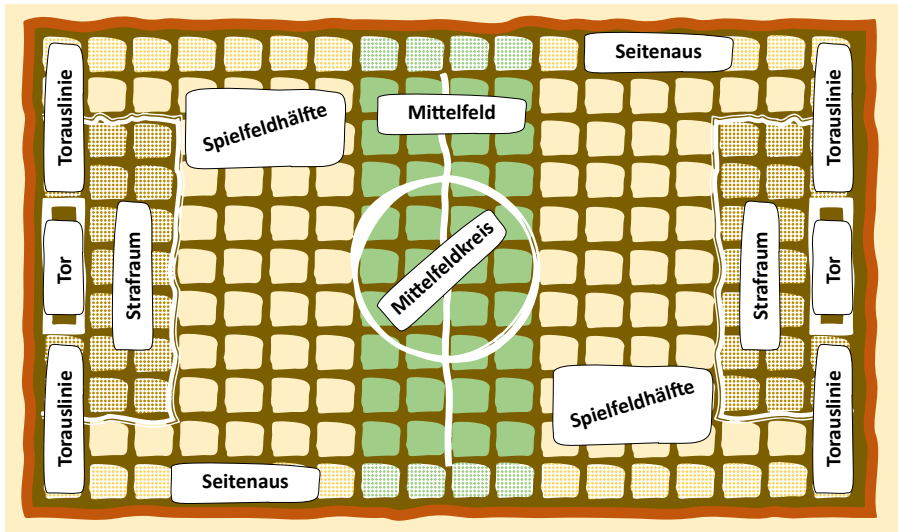 Seitenaus
Torauslinie
Spielfeldhälfte
Mittelfeld
Torauslinie
Tor
Strafraum
Mittelfeldkreis
Strafraum
Tor
Torauslinie
Spielfeldhälfte
Torauslinie
Seitenaus